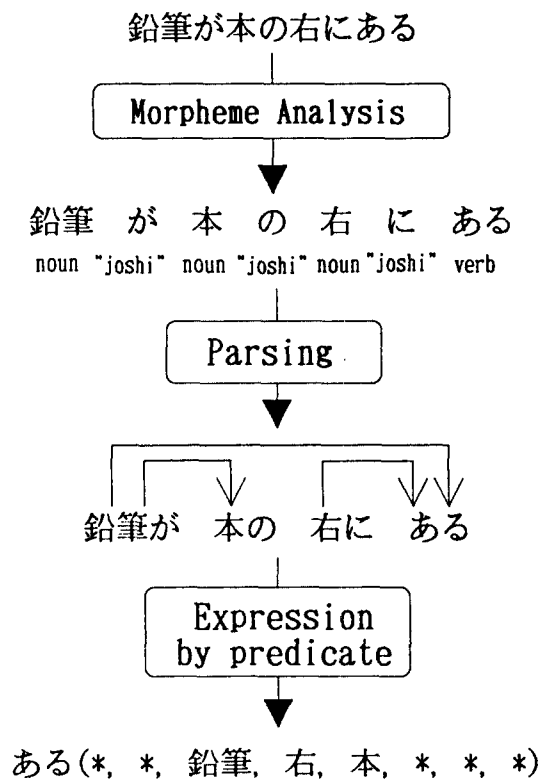 鉛筆が本の右にある
Morpheme Analysis
鉛筆 が 本 の 右 に ある
noun "joshi" noun "joshi" noun "joshi" verb
Parsing
鉛筆が 本の 右に ある
Expression
by predicate
ある(*, *, 鉛筆, 右, 本, *, *, *)